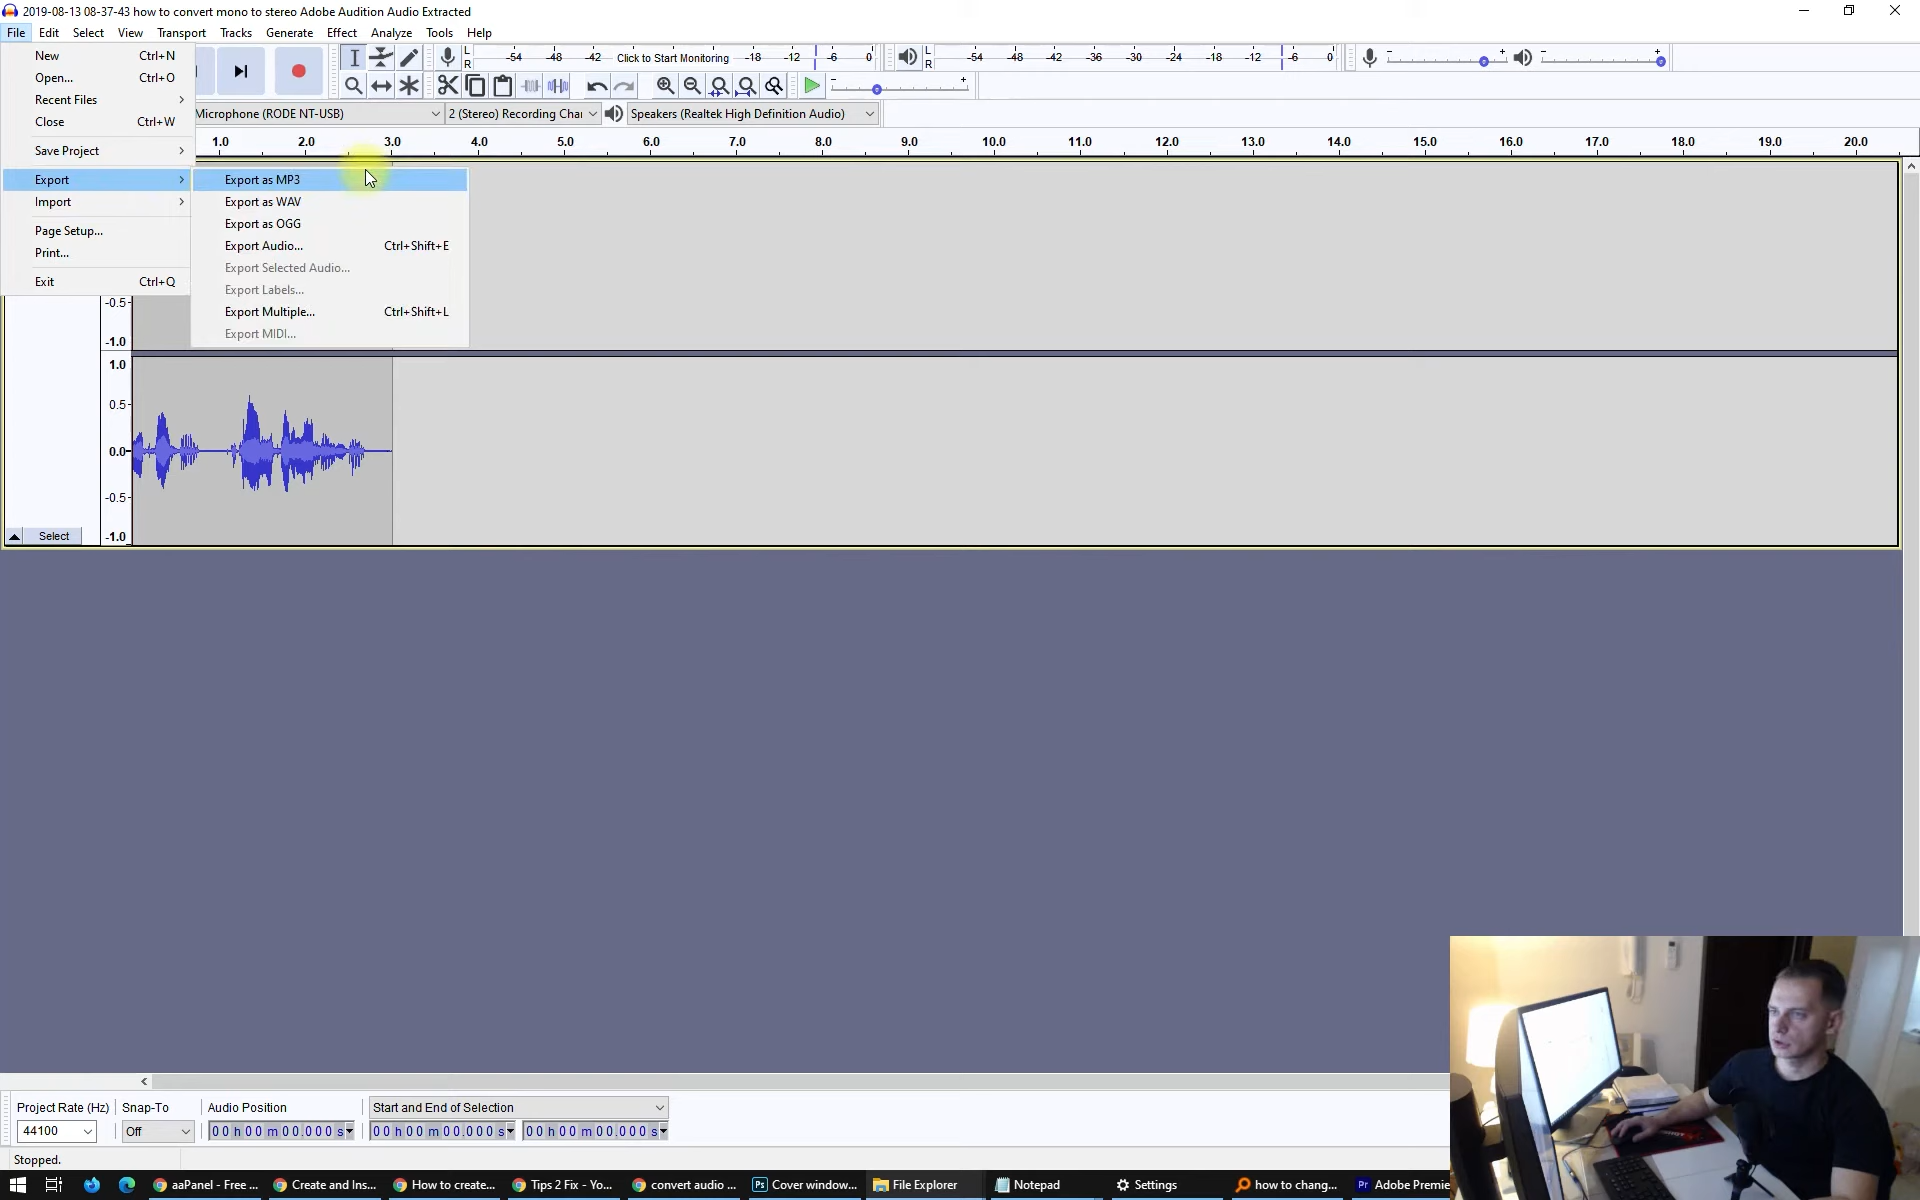 2019-08-13 08-37-43 how to convert mono to stereo Adobe Audition Audio Extracted
File Edit Select View Transport Tracks Generate Effect Analyze Tools Help
New Ctrl+N
Open... Ctrl+O
Recent Files
Close Ctrl+W
Save Project
Export
Import
Page Setup...
Print...
Exit Ctrl+Q
Export as MP3
Export as WAV
Export as OGG
Export Audio... Ctrl+Shift+E
Export Selected Audio...
Export Labels...
Export Multiple... Ctrl+Shift+L
Export MIDI...
L
R
-54 -48 -42 Click to Start Monitoring -18 -12 -6 0
L
R
-54 -48 -42 -36 -30 -24 -18 -12 -6 0
Microphone (RODE NT-USB) 2 (Stereo) Recording Chai Speakers (Realtek High Definition Audio)
1.0 2.0 3.0 4.0 5.0 6.0 7.0 8.0 9.0 10.0 11.0 12.0 13.0 14.0 15.0 16.0 17.0 18.0 19.0 20.0
-0.5
-1.0
1.0
0.5
0.0
-0.5
-1.0
Select
Project Rate (Hz) Snap-To Audio Position Start and End of Selection
44100 Off 00 h 00 m 00.000 s 00 h 00 m 00.000 s 00 h 00 m 00.000 s
Stopped.
aaPanel - Free ... Create and Ins... How to create... Tips 2 Fix - Yo... convert audio ... Cover window... File Explorer Notepad Settings how to chang... Adobe Premie